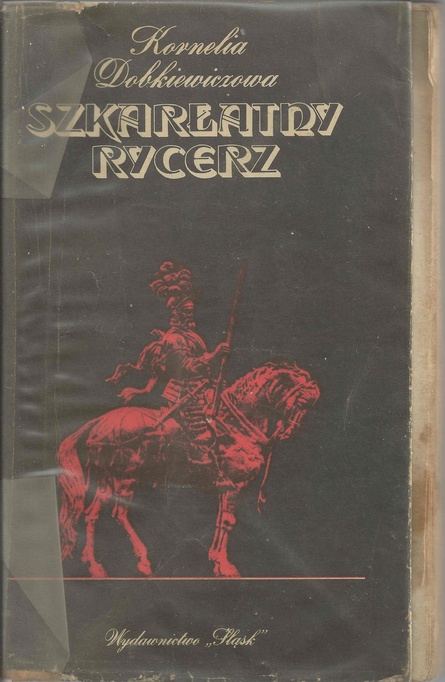 Kornelia
Dobkiewiczowa
SZKARŁATNY
RYCERZ
Wydawnictwo „Śląsk”